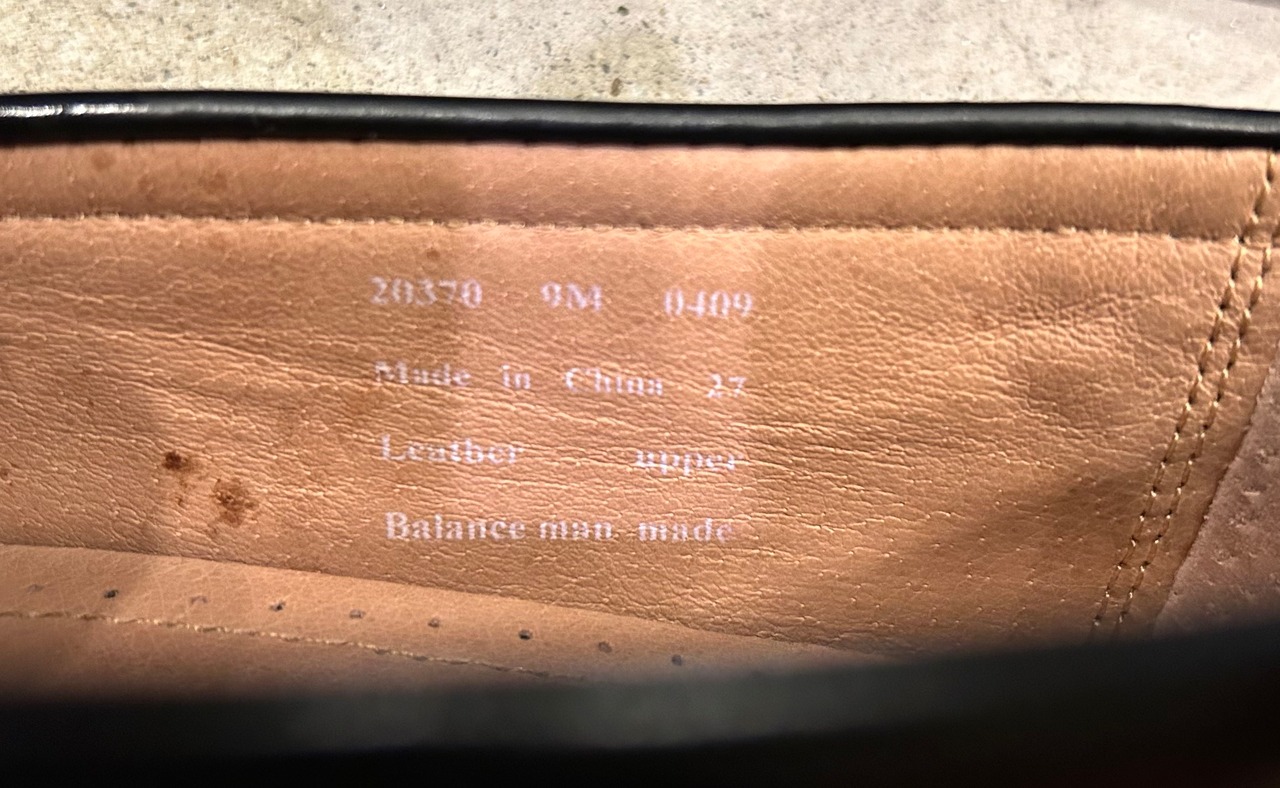 20370 9M 0409
Made in China 27
Leather upper
Balance man made